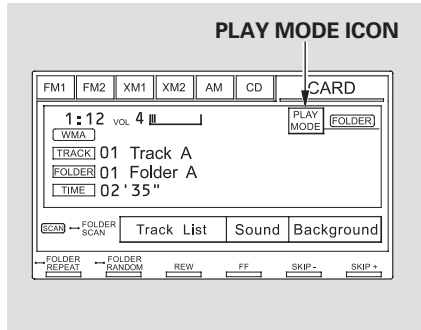 PLAY MODE ICON
FM1 FM2 XM1 XM2 AM CD CARD
1:12 VOL 4
PLAY MODE
FOLDER
WMA
TRACK 01 Track A
FOLDER 01 Folder A
TIME 02'35"
SCAN FOLDER SCAN Track List Sound Background
FOLDER REPEAT FOLDER RANDOM REW FF SKIP- SKIP +